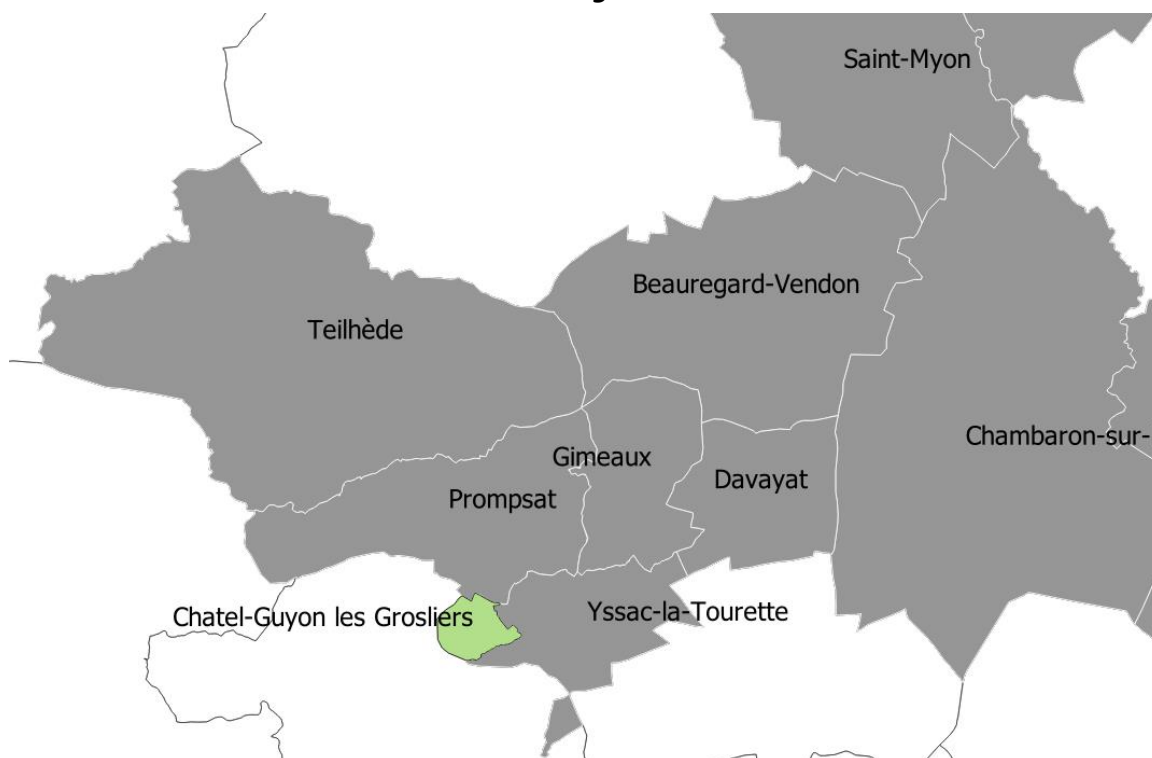 Saint-Myon
Beauregard-Vendon
Teilhède
Chambaron-sur-
Gimeaux
Davayat
Prompsat
Chatel-Guyon les Grosliers
Yssac-la-Tourette